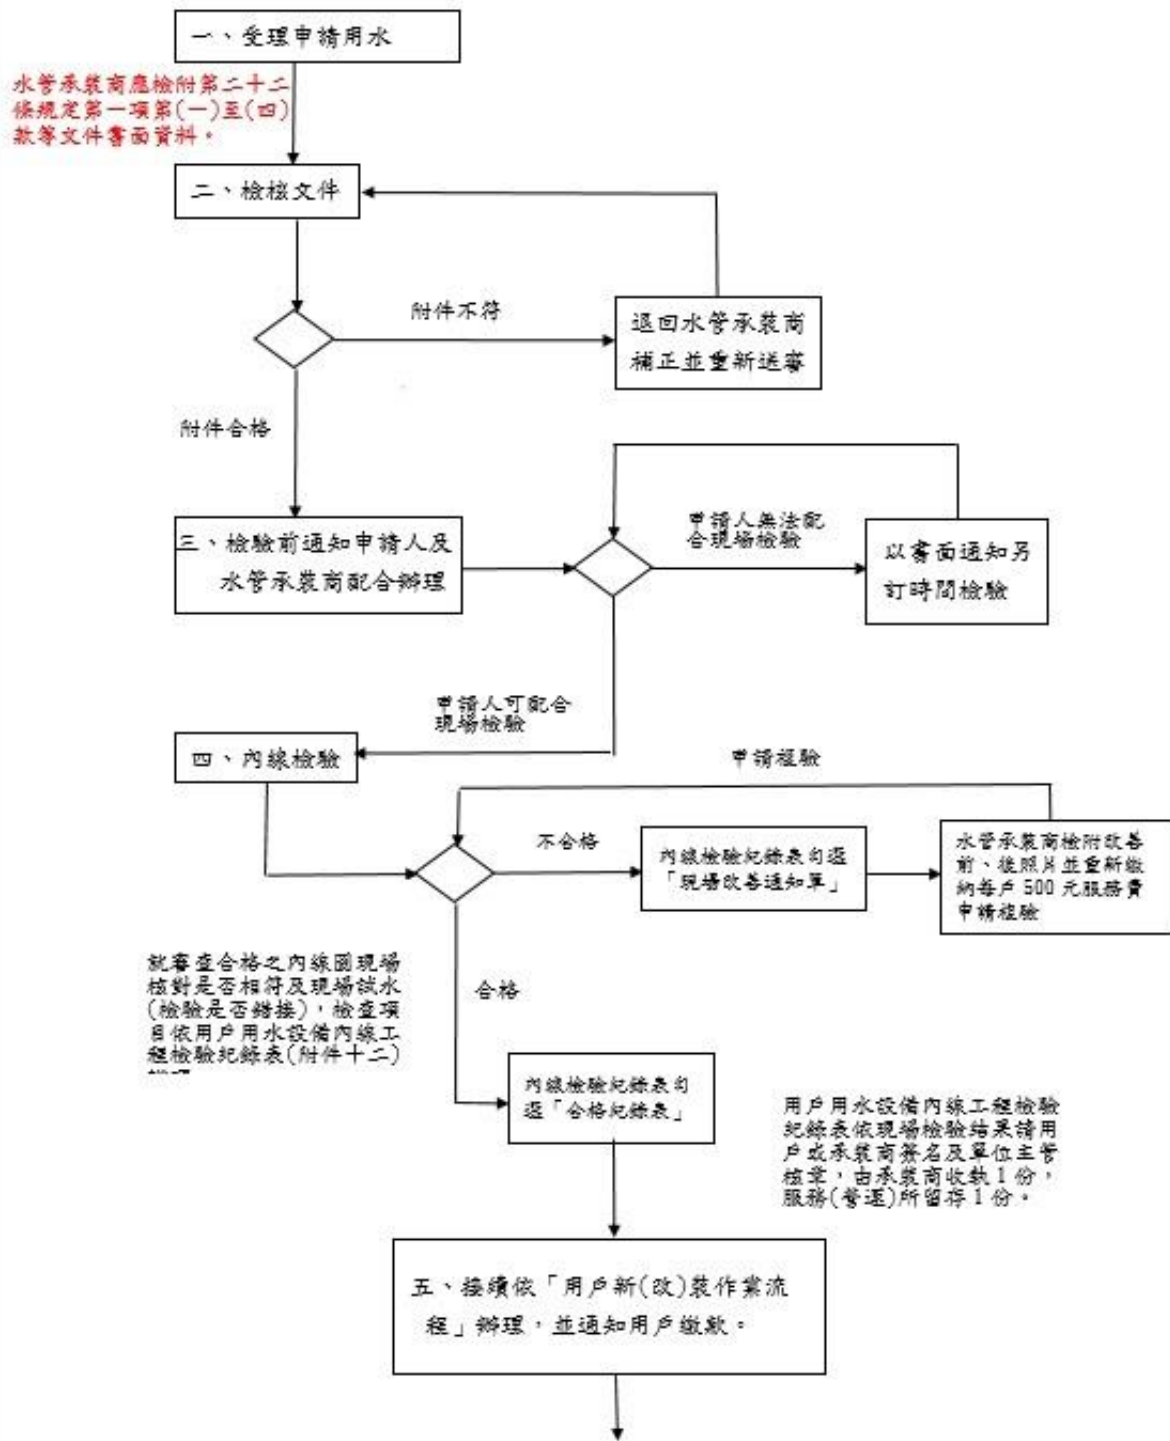 一、受理申請用水
水管承裝商應檢附第二十二
條規定第一項第(一)至(四)
款等文件書面資料。
二、檢核文件
附件不符
退回水管承裝商
補正並重新送審
附件合格
三、檢驗前通知申請人及
水管承裝商配合辦理
申請人無法配
合現場檢驗
以書面通知另
訂時間檢驗
申請人可配合
現場檢驗
四、內線檢驗
申請複驗
不合格
內線檢驗紀錄表勾選
「現場改善通知單」
水管承裝商檢附改善
前、後照片並重新繳
納每戶 500 元服務費
申請複驗
就審查合格之內線圖現場
核對是否相符及現場試水
(檢驗是否錯接)，檢查項
目依用戶用水設備內線工
程檢驗紀錄表(附件十二)
合格
內線檢驗紀錄表勾
選「合格紀錄表」
用戶用水設備內線工程檢驗
紀錄表依現場檢驗結果請用
戶或承裝商簽名及單位主管
核章，由承裝商收執 1 份，
服務(營運)所留存 1 份。
五、接續依「用戶新(改)裝作業流
程」辦理，並通知用戶繳款。